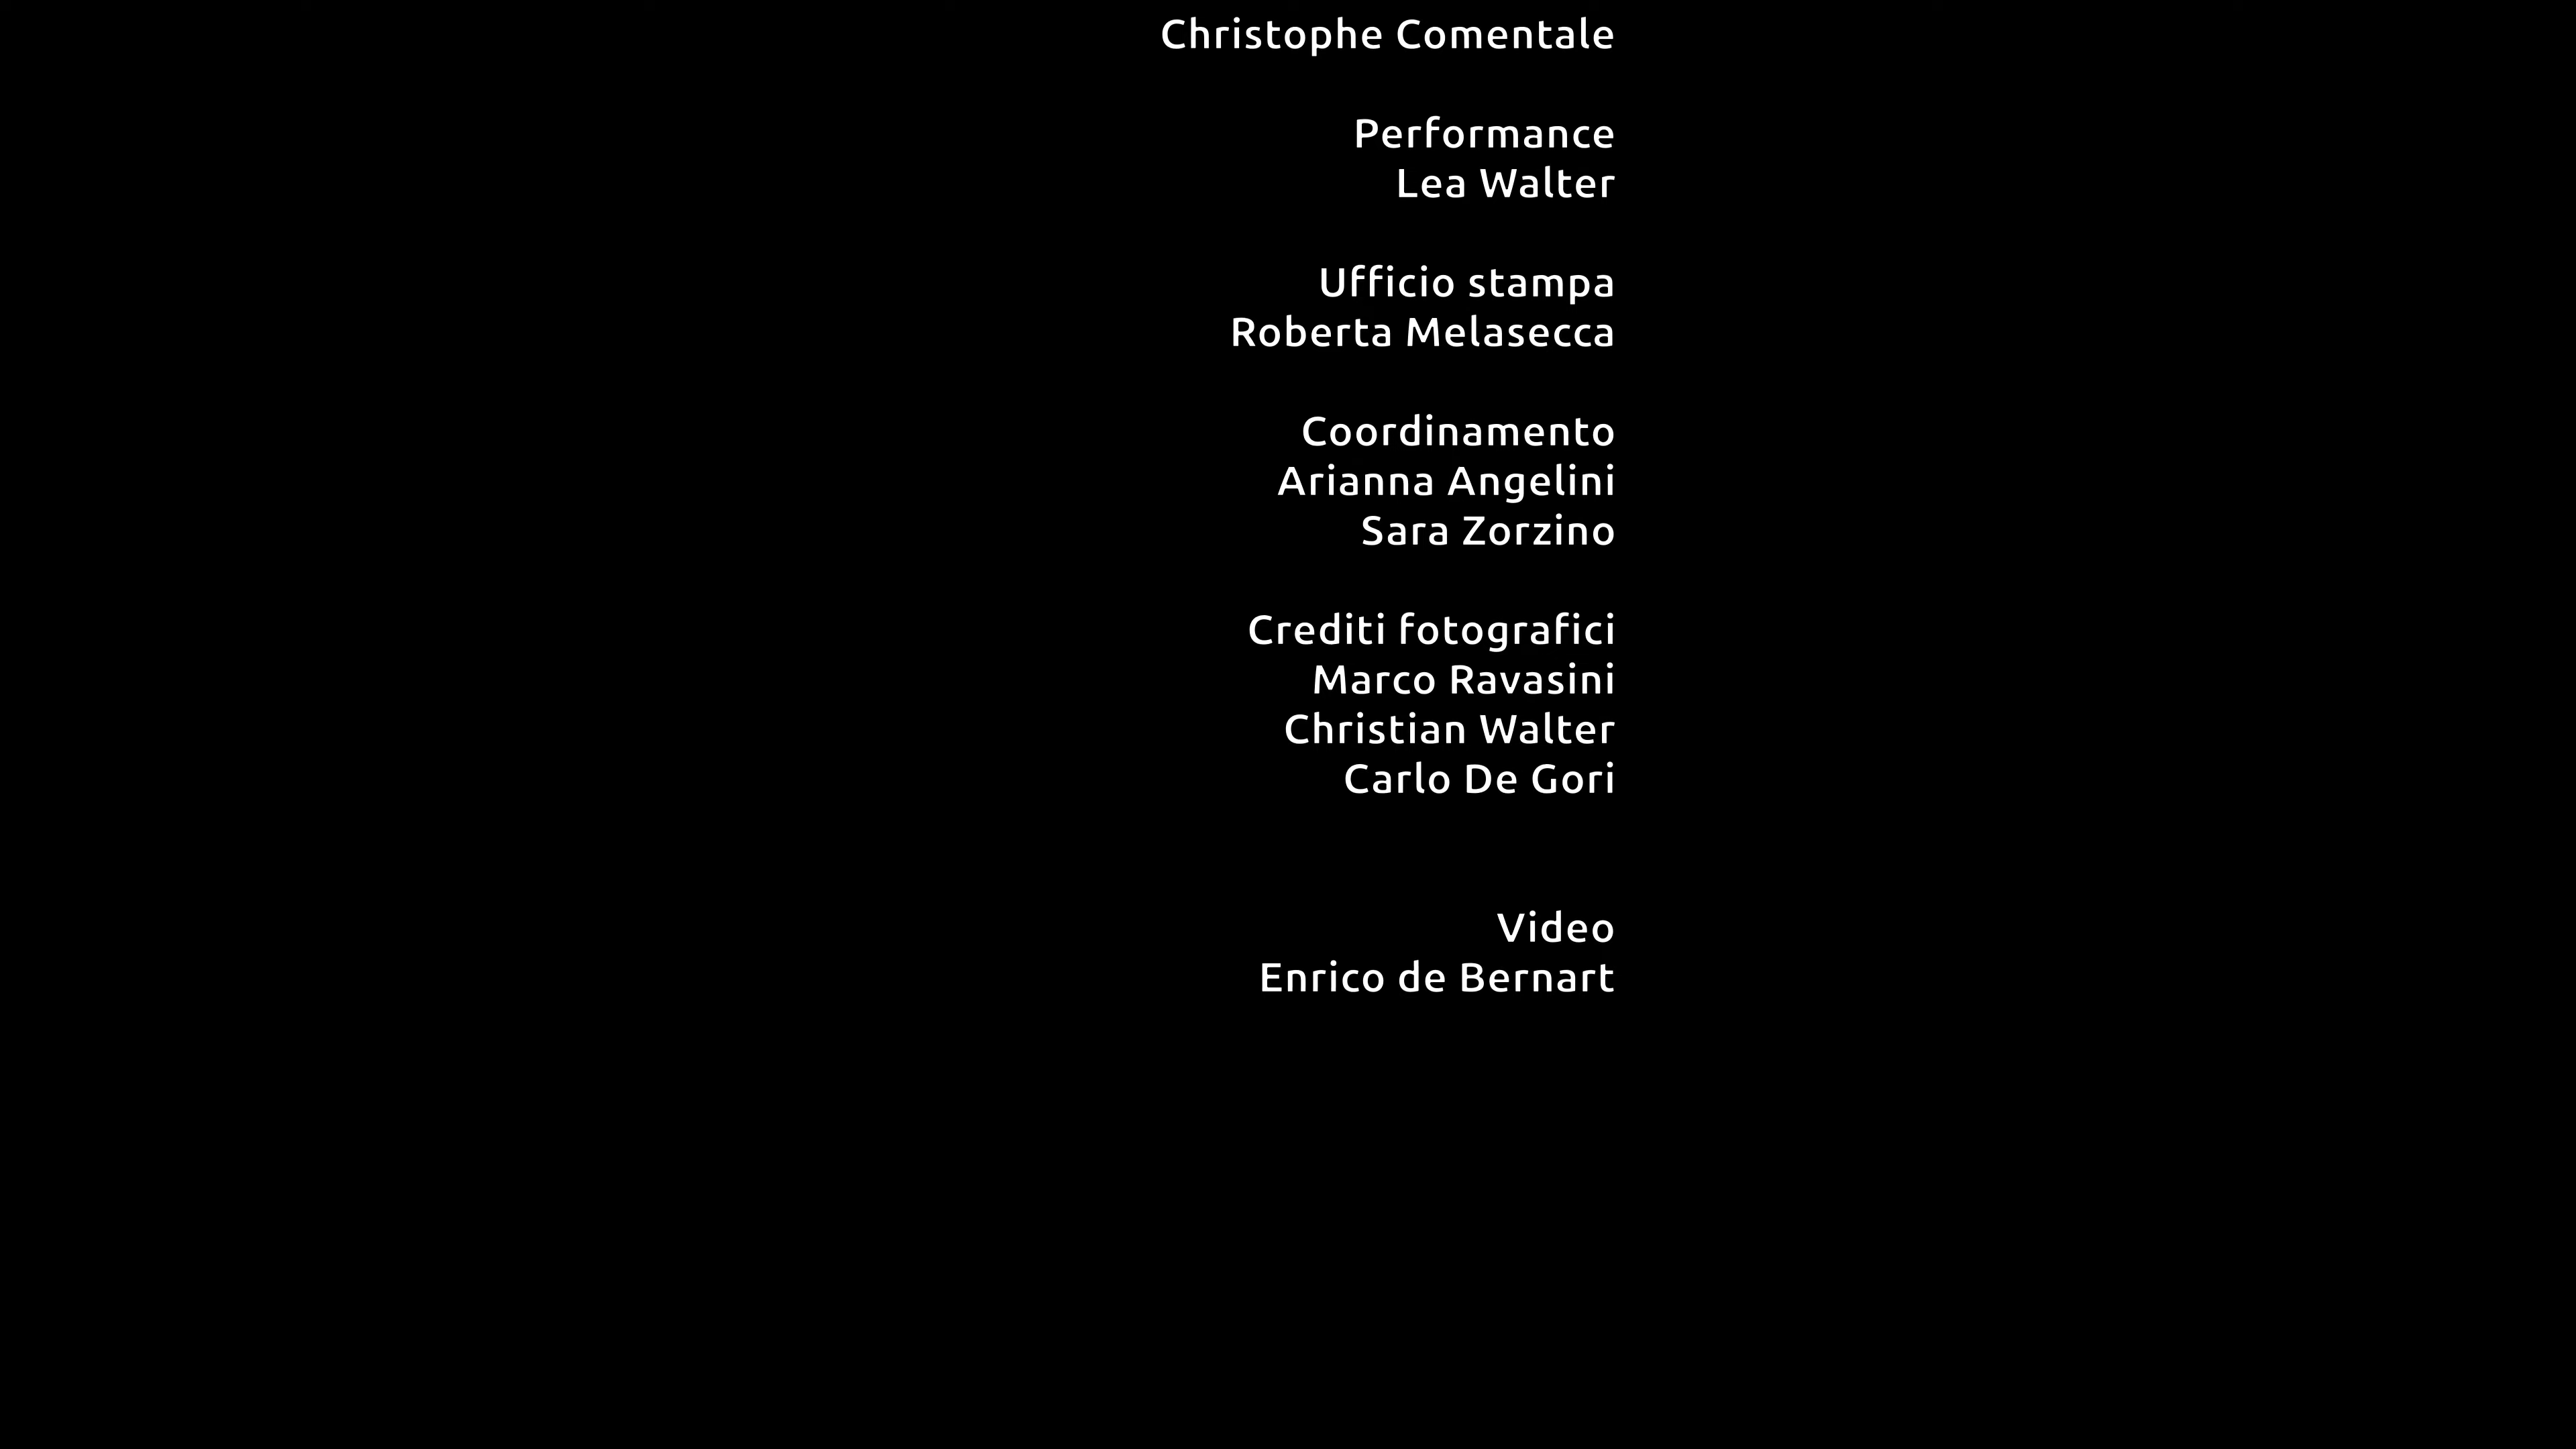 Christophe Comentale
Performance
Lea Walter
Ufficio stampa
Roberta Melasecca
Coordinamento
Arianna Angelini
Sara Zorzino
Crediti fotografici
Marco Ravasini
Christian Walter
Carlo De Gori
Video
Enrico de Bernart